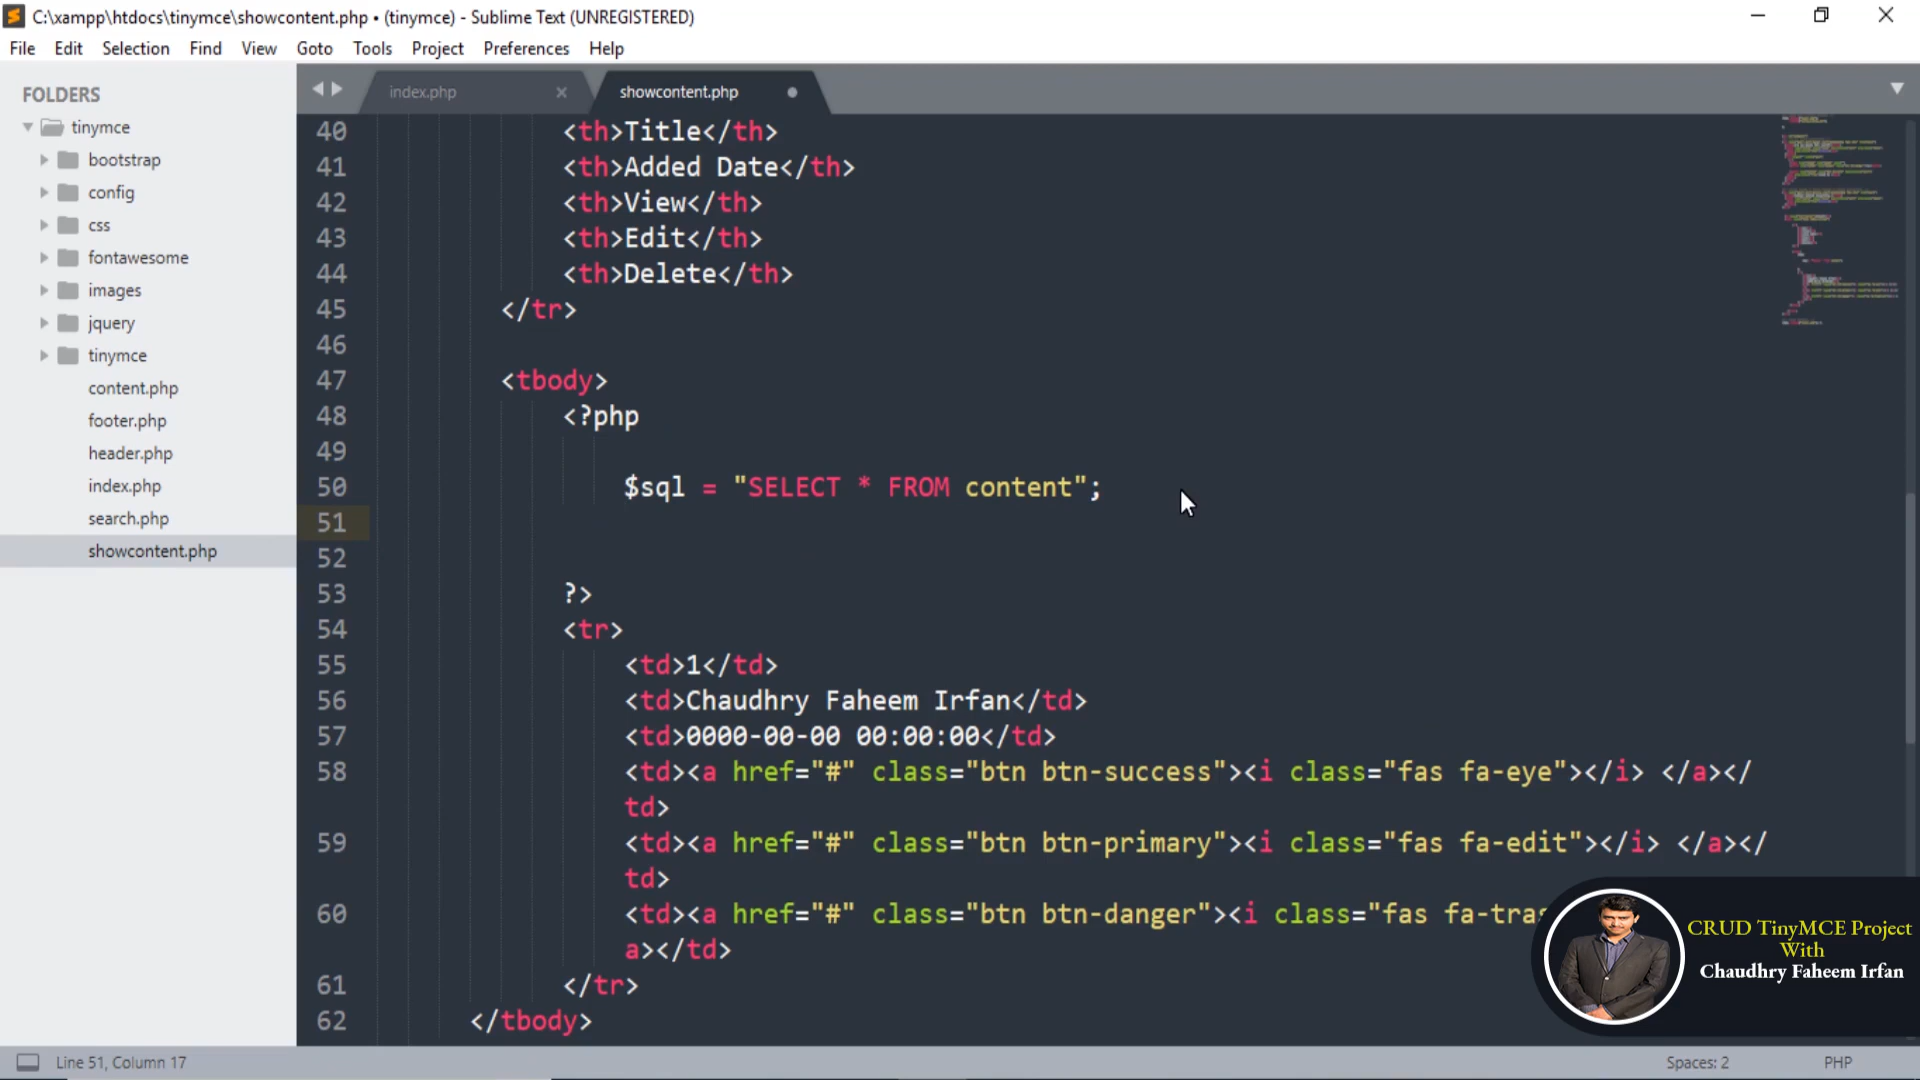 C:\xampp\htdocs\tinymce\showcontent.php • (tinymce) - Sublime Text (UNREGISTERED)
File Edit Selection Find View Goto Tools Project Preferences Help
FOLDERS
tinymce
bootstrap
config
css
fontawesome
images
jquery
tinymce
content.php
footer.php
header.php
index.php
search.php
showcontent.php
index.php × showcontent.php
40 <th>Title</th>
41 <th>Added Date</th>
42 <th>View</th>
43 <th>Edit</th>
44 <th>Delete</th>
45 </tr>
46
47 <tbody>
48 <?php
49
50 $sql = "SELECT * FROM content";
51
52
53 ?>
54 <tr>
55 <td>1</td>
56 <td>Chaudhry Faheem Irfan</td>
57 <td>0000-00-00 00:00:00</td>
58 <td><a href="#" class="btn btn-success"><i class="fas fa-eye"></i> </a></
td>
59 <td><a href="#" class="btn btn-primary"><i class="fas fa-edit"></i> </a></
td>
60 <td><a href="#" class="btn btn-danger"><i class="fas fa-tra
a></td>
61 </tr>
62 </tbody>
CRUD TinyMCE Project
With
Chaudhry Faheem Irfan
Line 51, Column 17
Spaces: 2
PHP